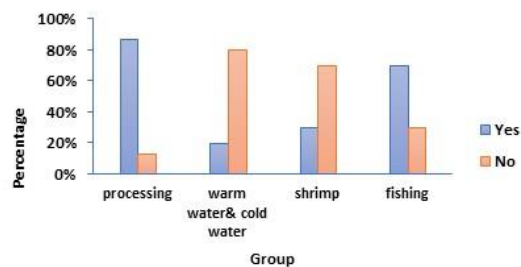 100%
80%
60%
40%
20%
0%
Percentage
processing
warm
water& cold
water
shrimp
fishing
Group
Yes
No